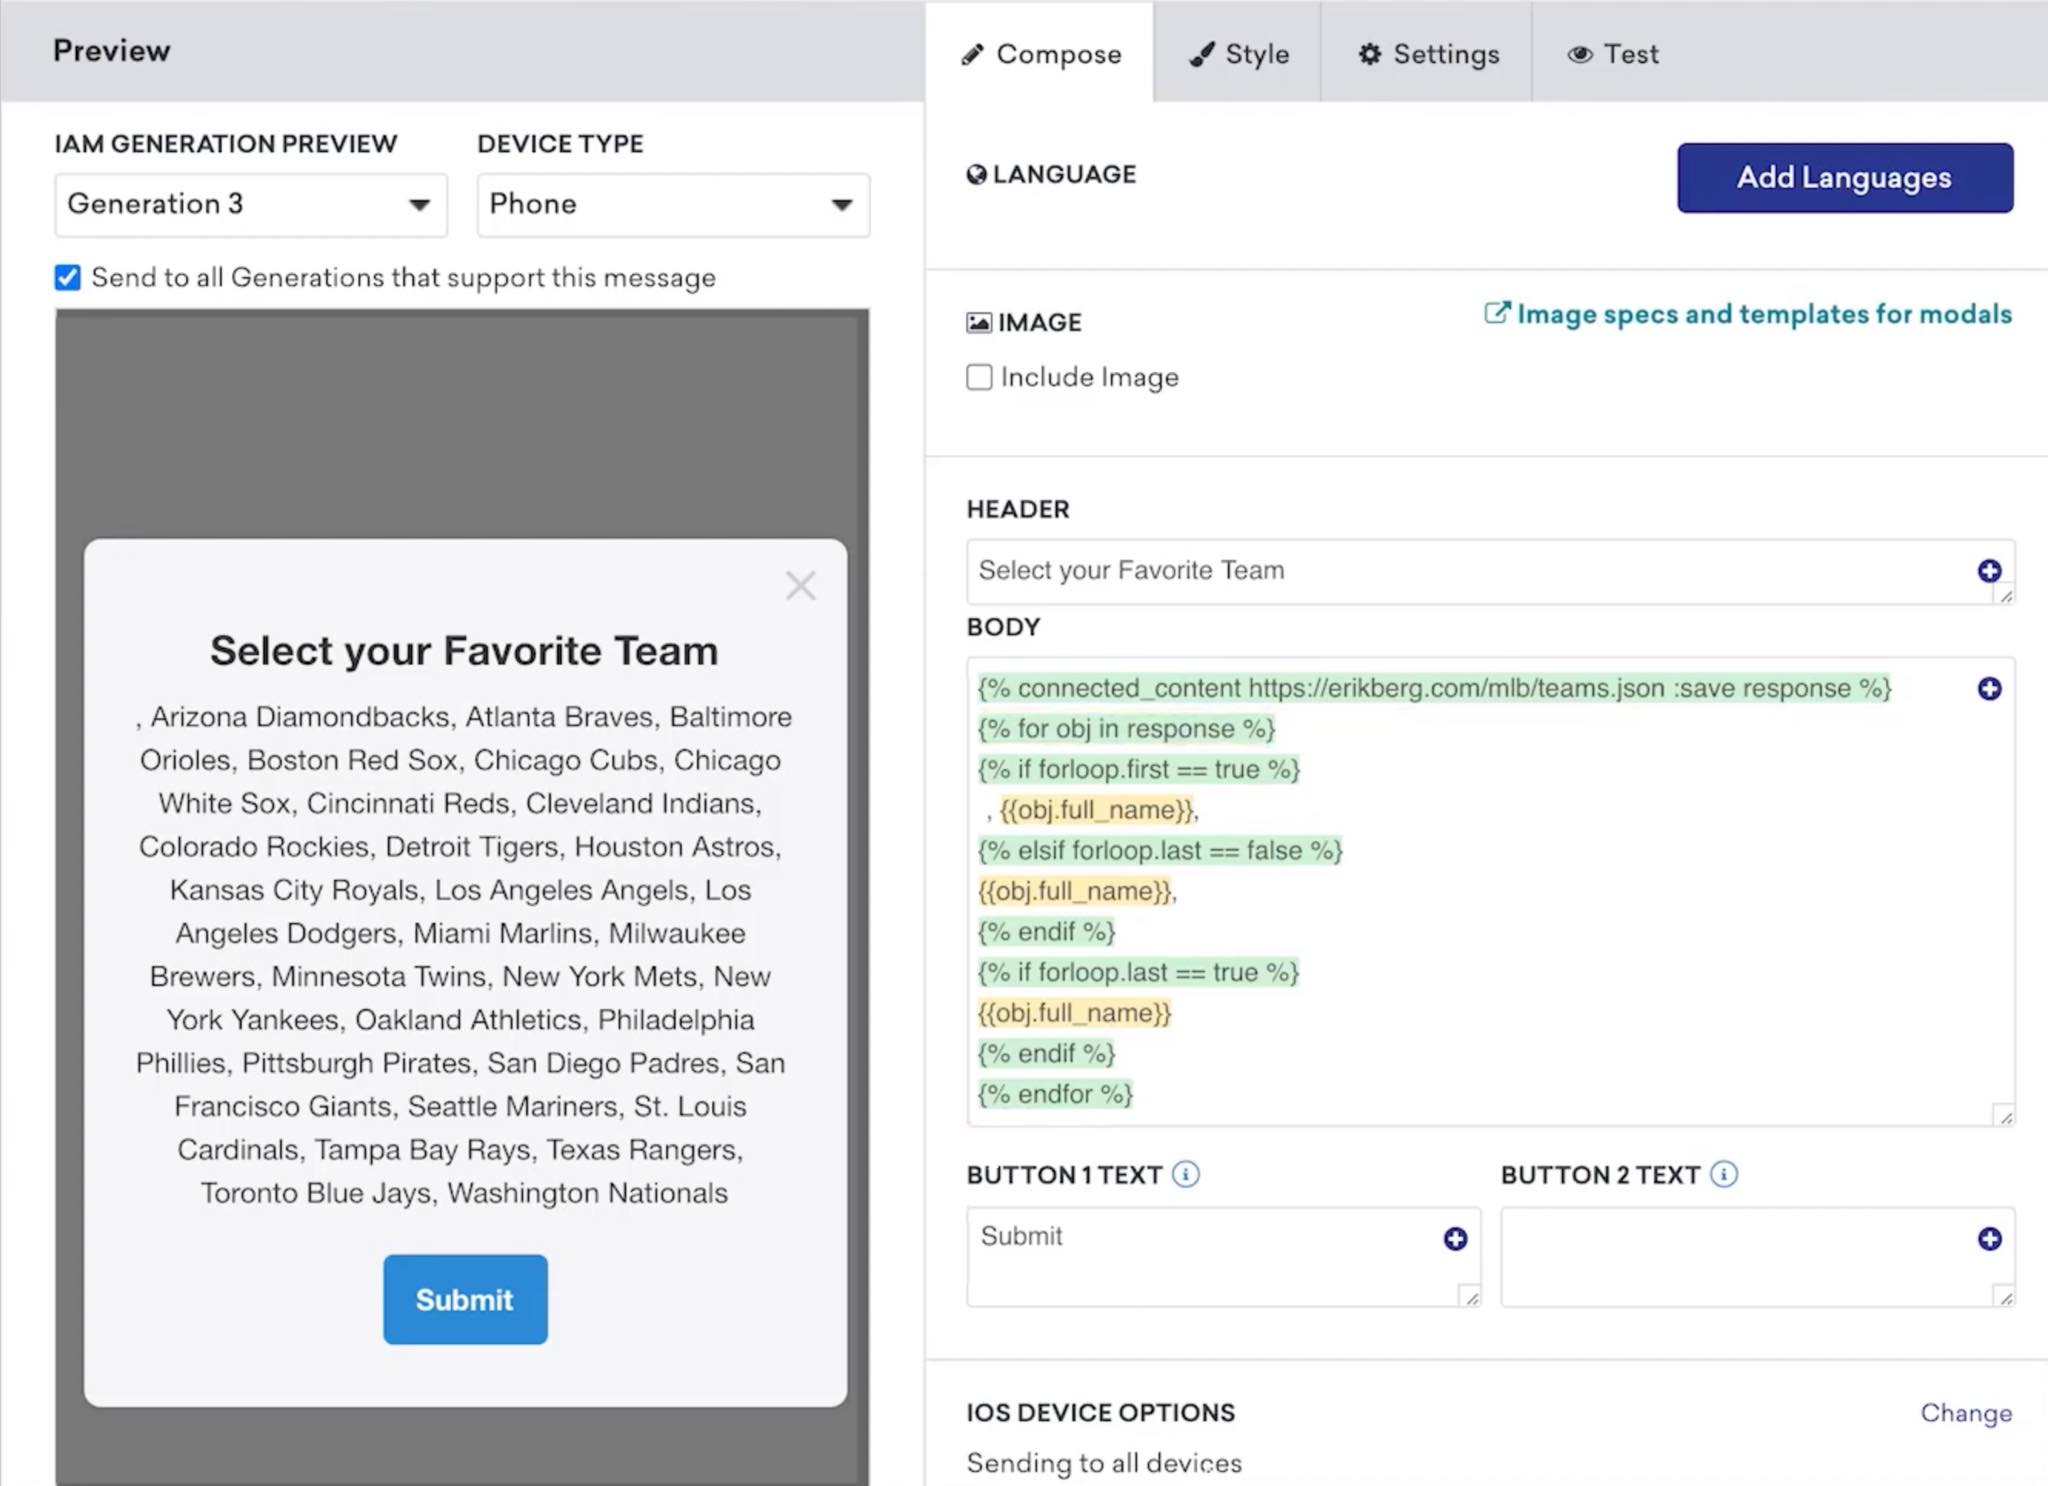 Preview
IAM GENERATION PREVIEW
DEVICE TYPE
Generation 3
Phone
Send to all Generations that support this message
Select your Favorite Team
, Arizona Diamondbacks, Atlanta Braves, Baltimore
Orioles, Boston Red Sox, Chicago Cubs, Chicago
White Sox, Cincinnati Reds, Cleveland Indians,
Colorado Rockies, Detroit Tigers, Houston Astros,
Kansas City Royals, Los Angeles Angels, Los
Angeles Dodgers, Miami Marlins, Milwaukee
Brewers, Minnesota Twins, New York Mets, New
York Yankees, Oakland Athletics, Philadelphia
Phillies, Pittsburgh Pirates, San Diego Padres, San
Francisco Giants, Seattle Mariners, St. Louis
Cardinals, Tampa Bay Rays, Texas Rangers,
Toronto Blue Jays, Washington Nationals
Submit
Compose
Style
Settings
Test
LANGUAGE
Add Languages
IMAGE
Image specs and templates for modals
Include Image
HEADER
Select your Favorite Team
BODY
{% connected_content https://erikberg.com/mlb/teams.json :save response %}
{% for obj in response %}
{% if forloop.first == true %}
, {{obj.full_name}},
{% elsif forloop.last == false %}
{{obj.full_name}},
{% endif %}
{% if forloop.last == true %}
{{obj.full_name}}
{% endif %}
{% endfor %}
BUTTON 1 TEXT
BUTTON 2 TEXT
Submit
IOS DEVICE OPTIONS
Change
Sending to all devices